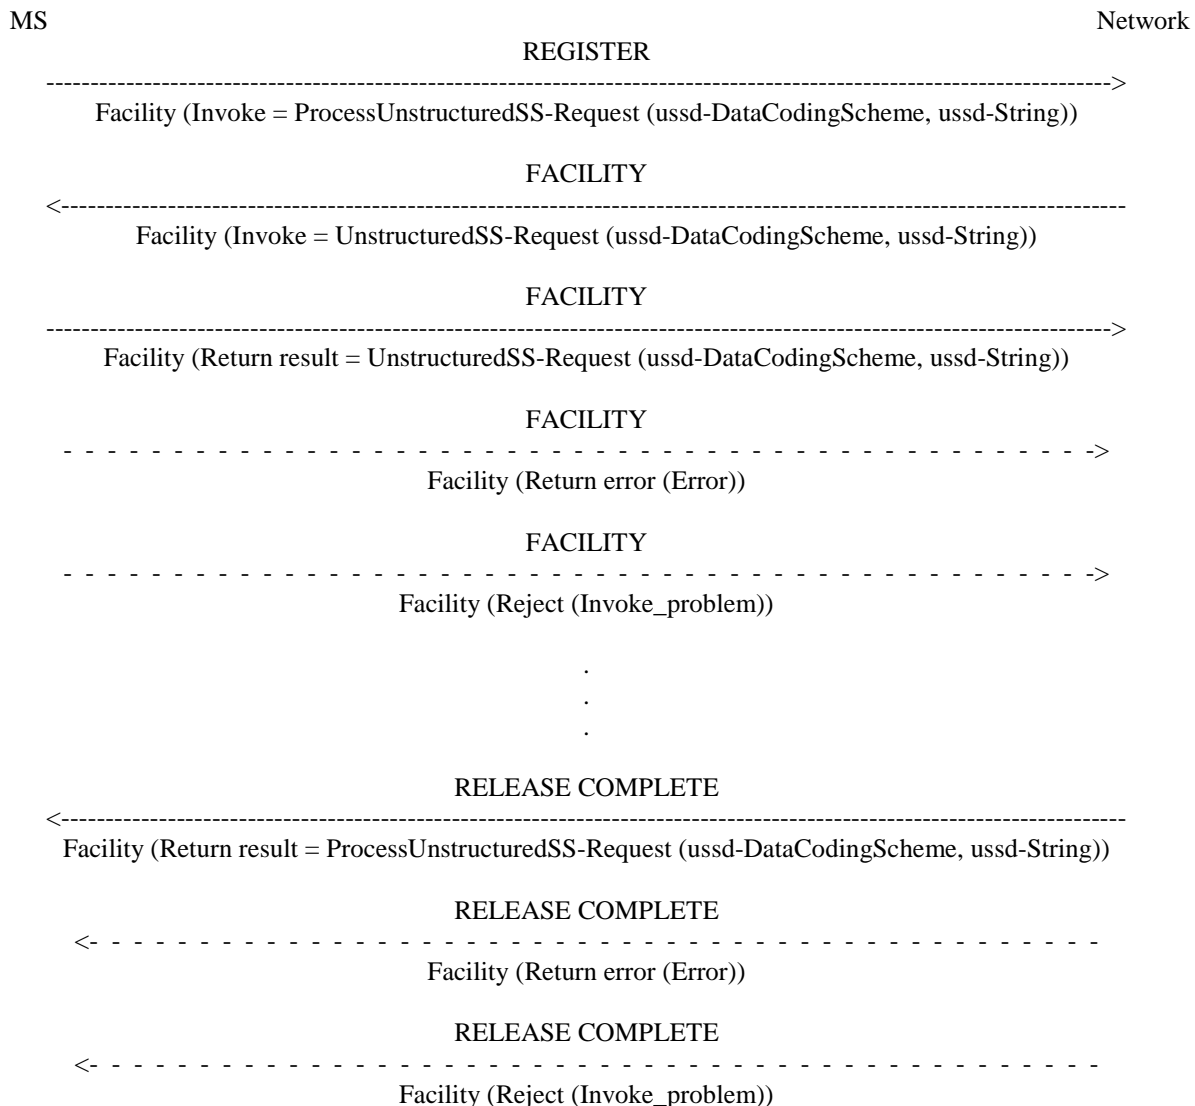 MS Network
REGISTER
------------------------------------------------------------------------------------------------------------------------>
Facility (Invoke = ProcessUnstructuredSS-Request (ussd-DataCodingScheme, ussd-String))
FACILITY
<------------------------------------------------------------------------------------------------------------------------
Facility (Invoke = UnstructuredSS-Request (ussd-DataCodingScheme, ussd-String))
FACILITY
------------------------------------------------------------------------------------------------------------------------>
Facility (Return result = UnstructuredSS-Request (ussd-DataCodingScheme, ussd-String))
FACILITY
- - - - - - - - - - - - - - - - - - - - - - - - - - - - - - - - - - - - - - - - - - - - - - - ->
Facility (Return error (Error))
FACILITY
- - - - - - - - - - - - - - - - - - - - - - - - - - - - - - - - - - - - - - - - - - - - - - - ->
Facility (Reject (Invoke_problem))
.
.
.
RELEASE COMPLETE
<------------------------------------------------------------------------------------------------------------------------
Facility (Return result = ProcessUnstructuredSS-Request (ussd-DataCodingScheme, ussd-String))
RELEASE COMPLETE
<- - - - - - - - - - - - - - - - - - - - - - - - - - - - - - - - - - - - - - - - - - - - - - -
Facility (Return error (Error))
RELEASE COMPLETE
<- - - - - - - - - - - - - - - - - - - - - - - - - - - - - - - - - - - - - - - - - - - - - - -
Facility (Reject (Invoke_problem))